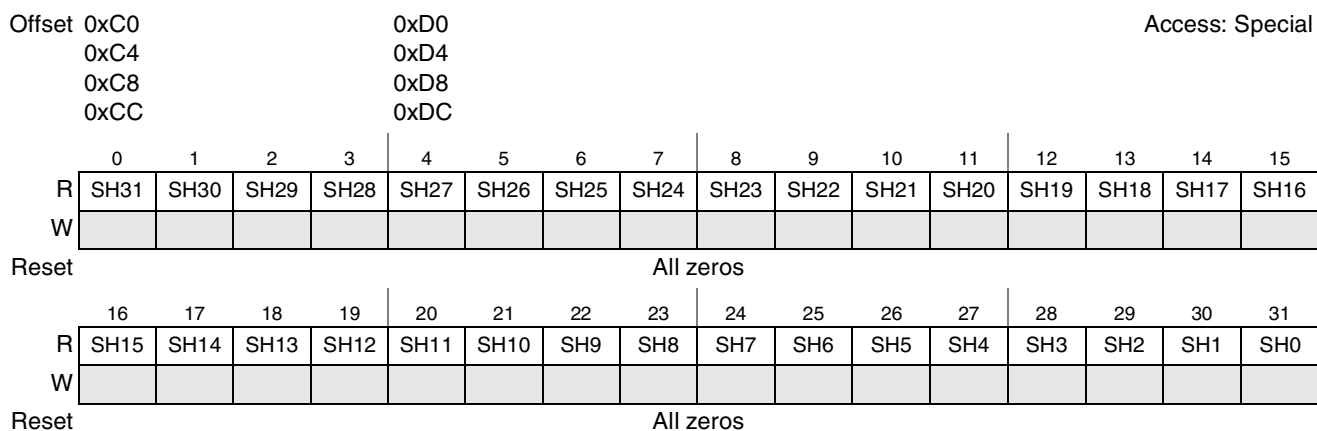 Offset 0xC0 0xD0 Access: Special
0xC4 0xD4
0xC8 0xD8
0xCC 0xDC
0 1 2 3 4 5 6 7 8 9 10 11 12 13 14 15
R SH31 SH30 SH29 SH28 SH27 SH26 SH25 SH24 SH23 SH22 SH21 SH20 SH19 SH18 SH17 SH16
W
Reset All zeros
16 17 18 19 20 21 22 23 24 25 26 27 28 29 30 31
R SH15 SH14 SH13 SH12 SH11 SH10 SH9 SH8 SH7 SH6 SH5 SH4 SH3 SH2 SH1 SH0
W
Reset All zeros